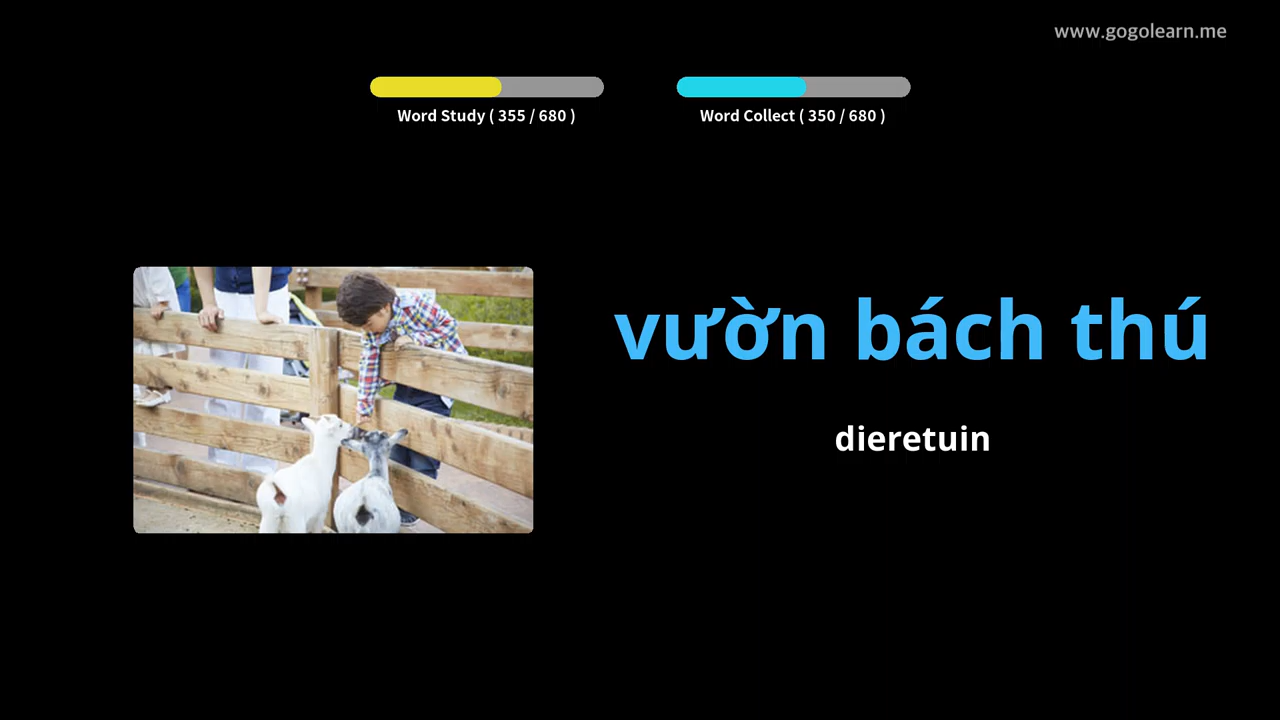 www.gogolearn.me
Word Study ( 355 / 680 )
Word Collect ( 350 / 680 )
vườn bách thú
dieretuin